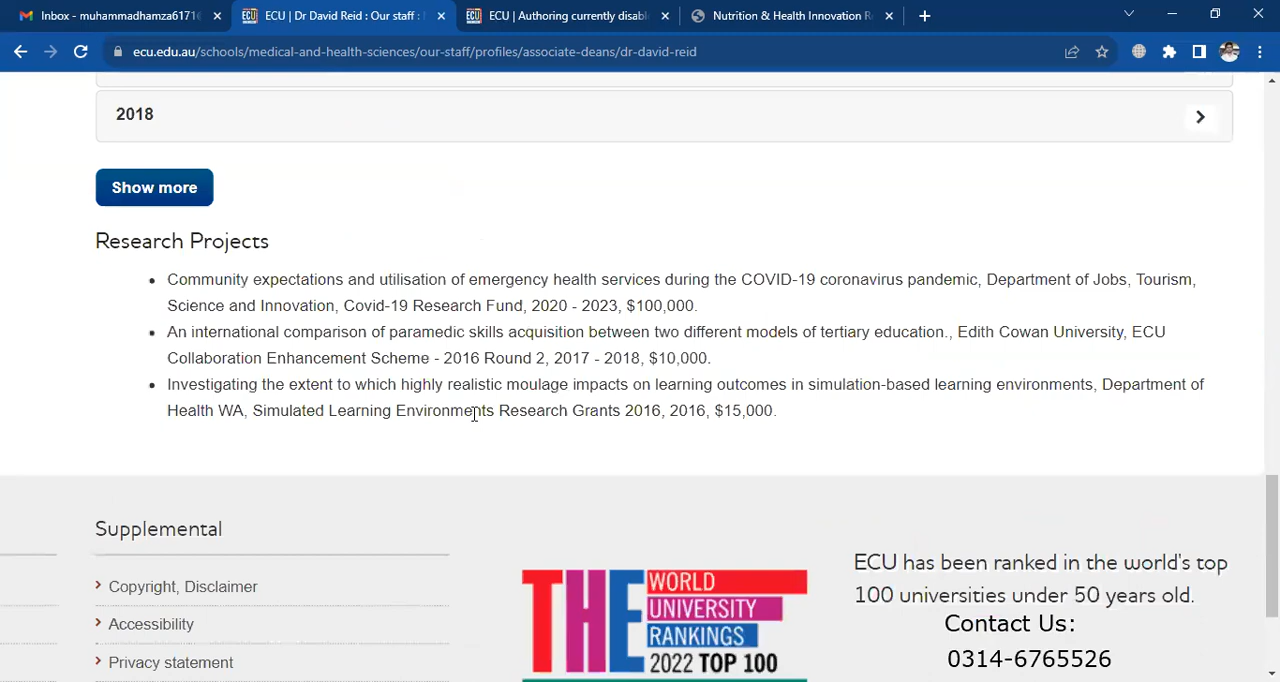 Inbox - muhammadhamza6171
ECU | Dr David Reid : Our staff :
ECU | Authoring currently disabl
Nutrition & Health Innovation R
ecu.edu.au/schools/medical-and-health-sciences/our-staff/profiles/associate-deans/dr-david-reid
2018
Show more
Research Projects
Community expectations and utilisation of emergency health services during the COVID-19 coronavirus pandemic, Department of Jobs, Tourism,
Science and Innovation, Covid-19 Research Fund, 2020 - 2023, $100,000.
An international comparison of paramedic skills acquisition between two different models of tertiary education., Edith Cowan University, ECU
Collaboration Enhancement Scheme - 2016 Round 2, 2017 - 2018, $10,000.
Investigating the extent to which highly realistic moulage impacts on learning outcomes in simulation-based learning environments, Department of
Health WA, Simulated Learning Environments Research Grants 2016, 2016, $15,000.
Supplemental
Copyright, Disclaimer
Accessibility
Privacy statement
THE WORLD
UNIVERSITY
RANKINGS
2022 TOP 100
ECU has been ranked in the world's top
100 universities under 50 years old.
Contact Us:
0314-6765526